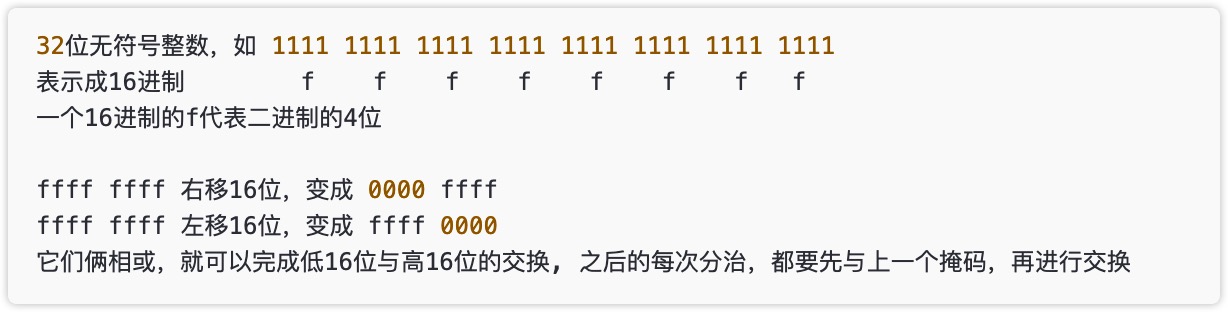 32位无符号整数，如 1111 1111 1111 1111 1111 1111 1111 1111
表示成16进制 f f f f f f f f
一个16进制的f代表二进制的4位
ffff ffff 右移16位，变成 0000 ffff
ffff ffff 左移16位，变成 ffff 0000
它们俩相或，就可以完成低16位与高16位的交换, 之后的每次分治，都要先与上一个掩码，再进行交换